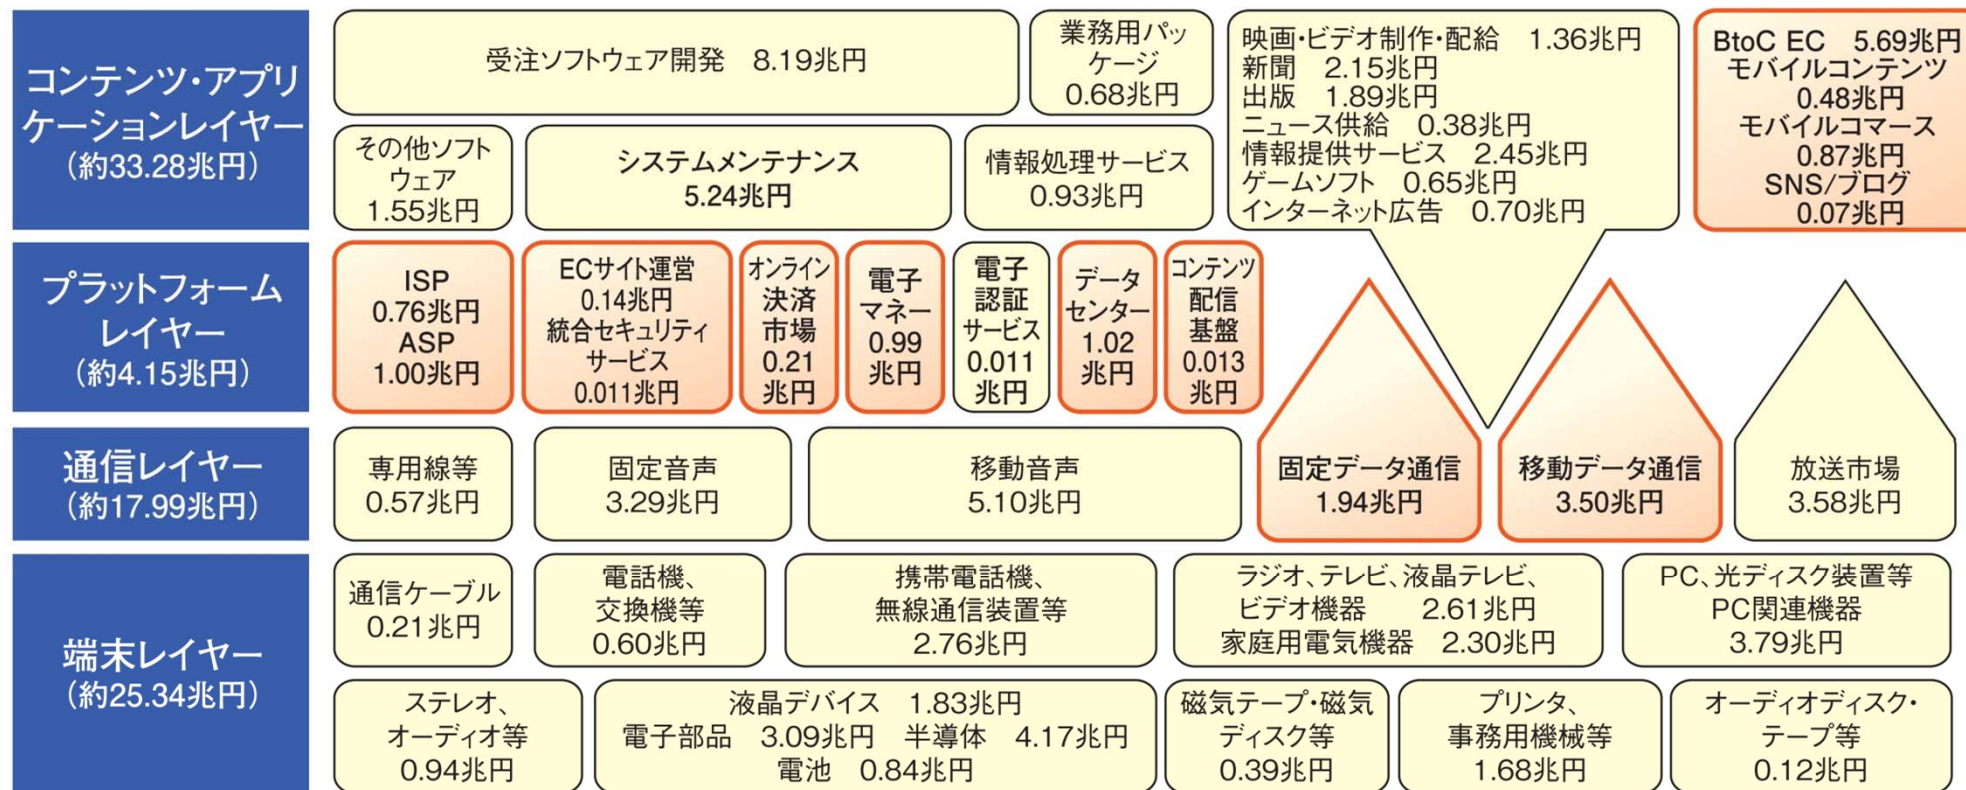 コンテンツ・アプリ
ケーションレイヤー
（約33.28兆円）
受注ソフトウェア開発　8.19兆円
業務用パッ
ケージ
0.68兆円
その他ソフト
ウェア
1.55兆円
システムメンテナンス
5.24兆円
情報処理サービス
0.93兆円
映画・ビデオ制作・配給　1.36兆円
新聞　2.15兆円
出版　1.89兆円
ニュース供給　0.38兆円
情報提供サービス　2.45兆円
ゲームソフト　0.65兆円
インターネット広告　0.70兆円
BtoC EC　5.69兆円
モバイルコンテンツ
0.48兆円
モバイルコマース
0.87兆円
SNS/ブログ
0.07兆円
プラットフォーム
レイヤー
（約4.15兆円）
ISP
0.76兆円
ASP
1.00兆円
ECサイト運営
0.14兆円
統合セキュリティ
サービス
0.011兆円
オンライン
決済
市場
0.21
兆円
電子
マネー
0.99
兆円
電子
認証
サービス
0.011
兆円
データ
センター
1.02
兆円
コンテンツ
配信
基盤
0.013
兆円
通信レイヤー
（約17.99兆円）
専用線等
0.57兆円
固定音声
3.29兆円
移動音声
5.10兆円
固定データ通信
1.94兆円
移動データ通信
3.50兆円
放送市場
3.58兆円
端末レイヤー
（約25.34兆円）
通信ケーブル
0.21兆円
電話機、
交換機等
0.60兆円
携帯電話機、
無線通信装置等
2.76兆円
ラジオ、テレビ、液晶テレビ、
ビデオ機器　2.61兆円
家庭用電気機器　2.30兆円
PC、光ディスク装置等
PC関連機器
3.79兆円
ステレオ、
オーディオ等
0.94兆円
液晶デバイス　1.83兆円
電子部品　3.09兆円　半導体　4.17兆円
電池　0.84兆円
磁気テープ・磁気
ディスク等
0.39兆円
プリンタ、
事務用機械等
1.68兆円
オーディオディスク・
テープ等
0.12兆円